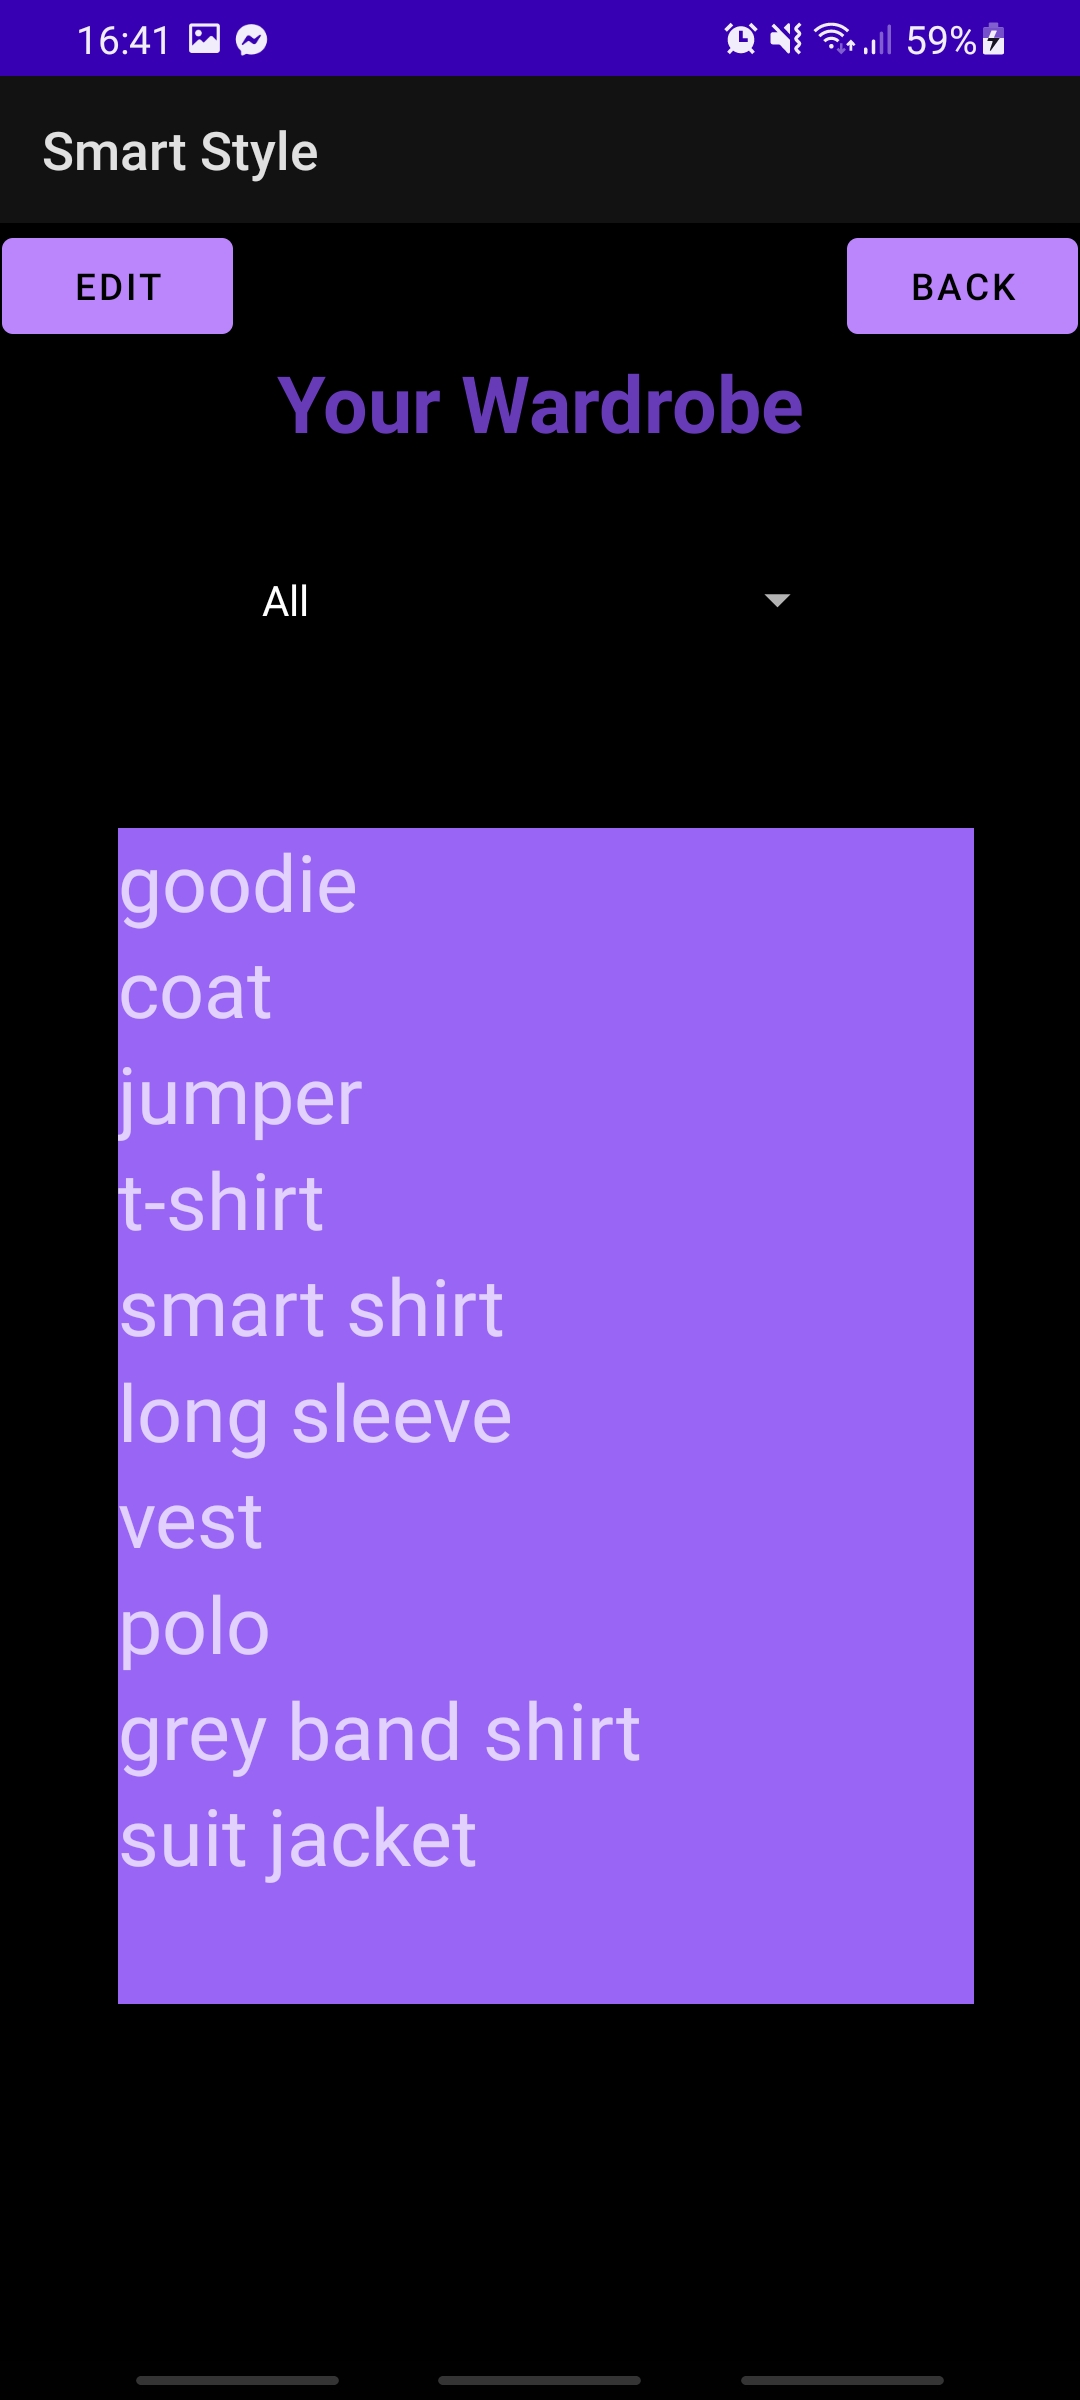 16:41 59%
Smart Style
EDIT BACK
Your Wardrobe
All
goodie
coat
jumper
t-shirt
smart shirt
long sleeve
vest
polo
grey band shirt
suit jacket